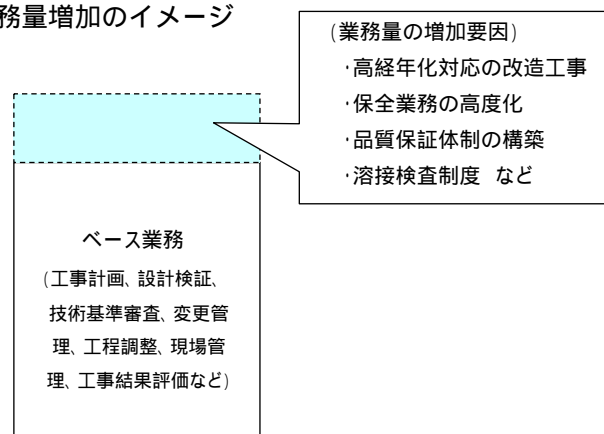 務量増加のイメージ
(業務量の増加要因)
・高経年化対応の改造工事
・保全業務の高度化
・品質保証体制の構築
・溶接検査制度 など
ベース業務
(工事計画、設計検証、
技術基準審査、変更管
理、工程調整、現場管
理、工事結果評価など)